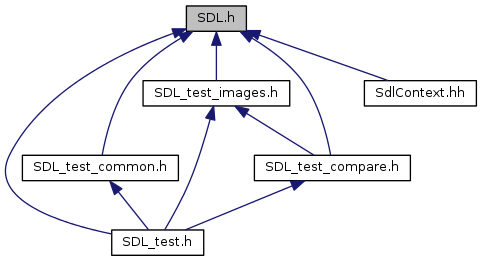 SDL.h
SDL_test_images.h
SdlContext.hh
SDL_test_common.h
SDL_test_compare.h
SDL_test.h